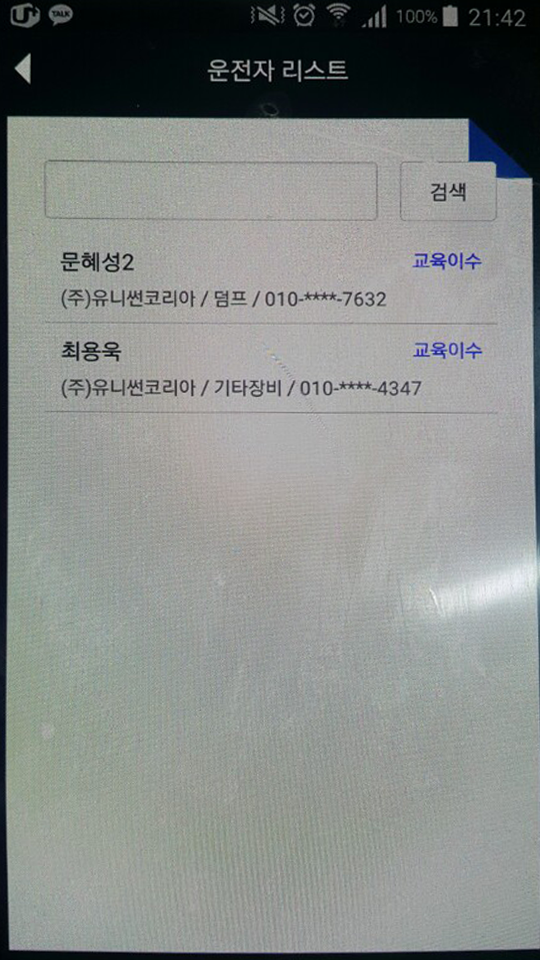 U+ TALK 100% 21:42
운전자 리스트
검색
문혜성2 교육이수
(주)유니썬코리아 / 덤프 / 010-****-7632
최용욱 교육이수
(주)유니썬코리아 / 기타장비 / 010-****-4347